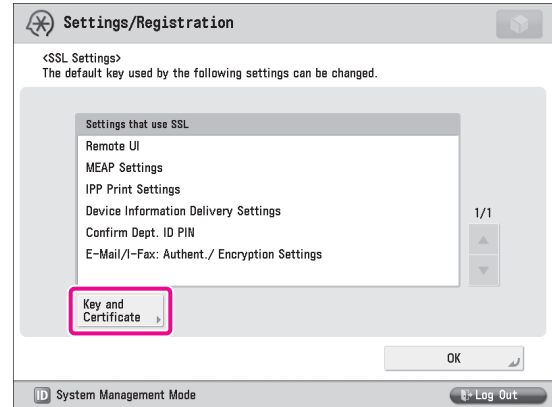 Settings/Registration
<SSL Settings>
The default key used by the following settings can be changed.
Settings that use SSL
Remote UI
MEAP Settings
IPP Print Settings
Device Information Delivery Settings
Confirm Dept. ID PIN
E-Mail/I-Fax: Authent./ Encryption Settings
1/1
Key and
Certificate
OK
ID System Management Mode
Log Out